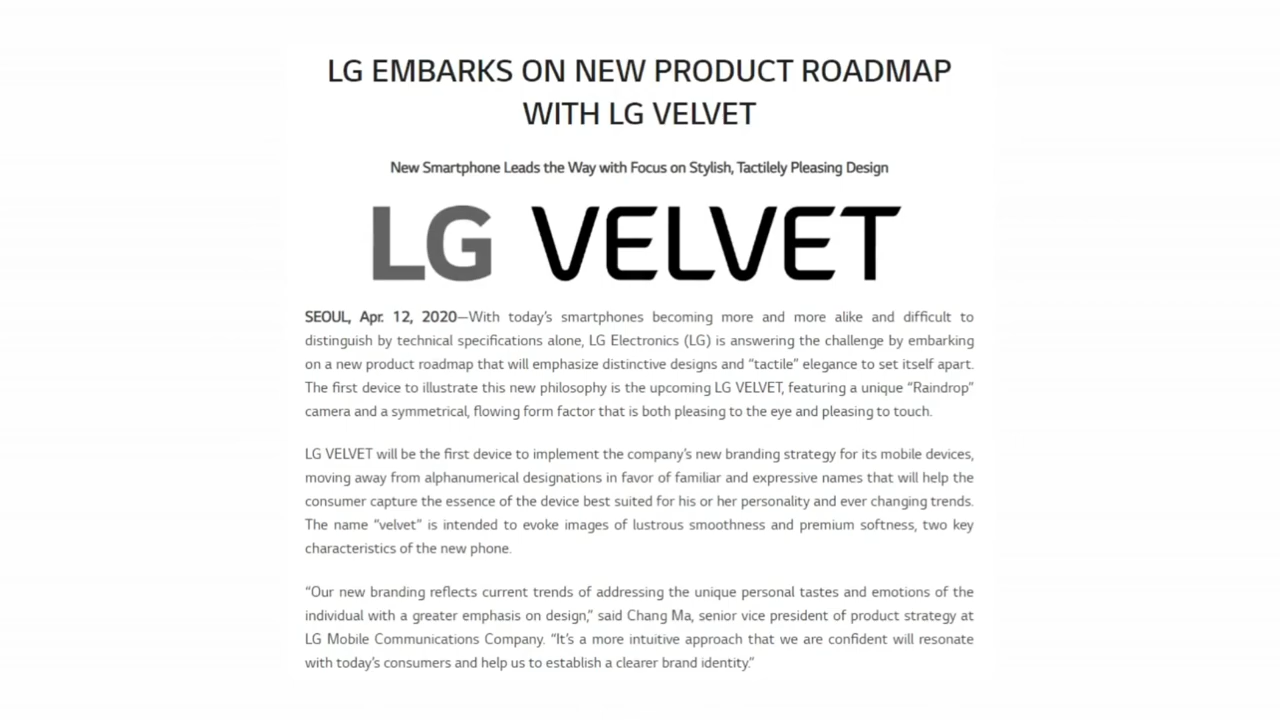 LG EMBARKS ON NEW PRODUCT ROADMAP
WITH LG VELVET
New Smartphone Leads the Way with Focus on Stylish, Tactilely Pleasing Design
LG VELVET
SEOUL, Apr. 12, 2020—With today’s smartphones becoming more and more alike and difficult to
distinguish by technical specifications alone, LG Electronics (LG) is answering the challenge by embarking
on a new product roadmap that will emphasize distinctive designs and “tactile” elegance to set itself apart.
The first device to illustrate this new philosophy is the upcoming LG VELVET, featuring a unique “Raindrop”
camera and a symmetrical, flowing form factor that is both pleasing to the eye and pleasing to touch.
LG VELVET will be the first device to implement the company’s new branding strategy for its mobile devices,
moving away from alphanumerical designations in favor of familiar and expressive names that will help the
consumer capture the essence of the device best suited for his or her personality and ever changing trends.
The name “velvet” is intended to evoke images of lustrous smoothness and premium softness, two key
characteristics of the new phone.
“Our new branding reflects current trends of addressing the unique personal tastes and emotions of the
individual with a greater emphasis on design,” said Chang Ma, senior vice president of product strategy at
LG Mobile Communications Company. “It’s a more intuitive approach that we are confident will resonate
with today’s consumers and help us to establish a clearer brand identity.”